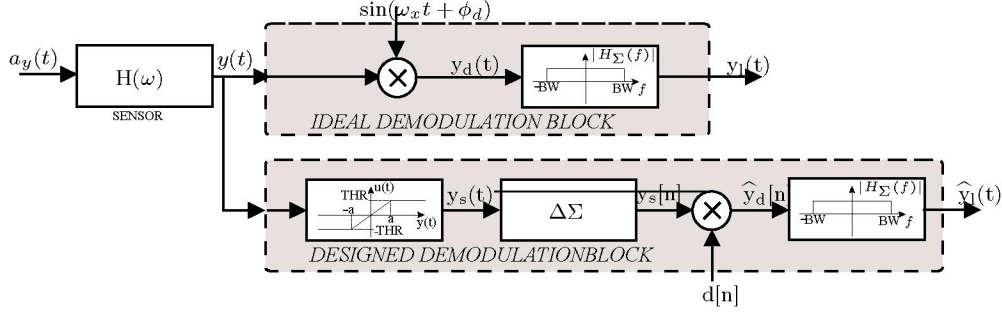 sin(ω_x t + ϕ_d)
a_y(t)
H(ω)
SENSOR
y(t)
y_d(t)
|H_Σ(f)|
-BW
BW
f
y_l(t)
IDEAL DEMODULATION BLOCK
THR
u(t)
-a
a
y(t)
-THR
y_s(t)
ΔΣ
y_s[n]
ŷ_d[n]
|H_Σ(f)|
-BW
BW
f
ŷ_l(t)
DESIGNED DEMODULATIONBLOCK
d[n]